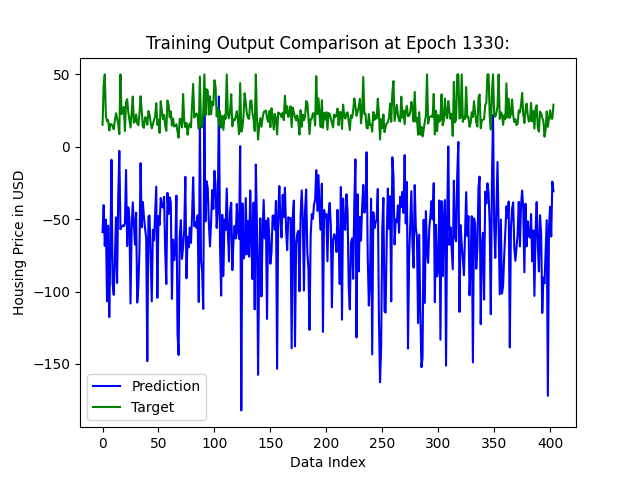 Training Output Comparison at Epoch 1330:
50
0
−50
−100
−150
Housing Price in USD
Prediction
Target
0 50 100 150 200 250 300 350 400
Data Index